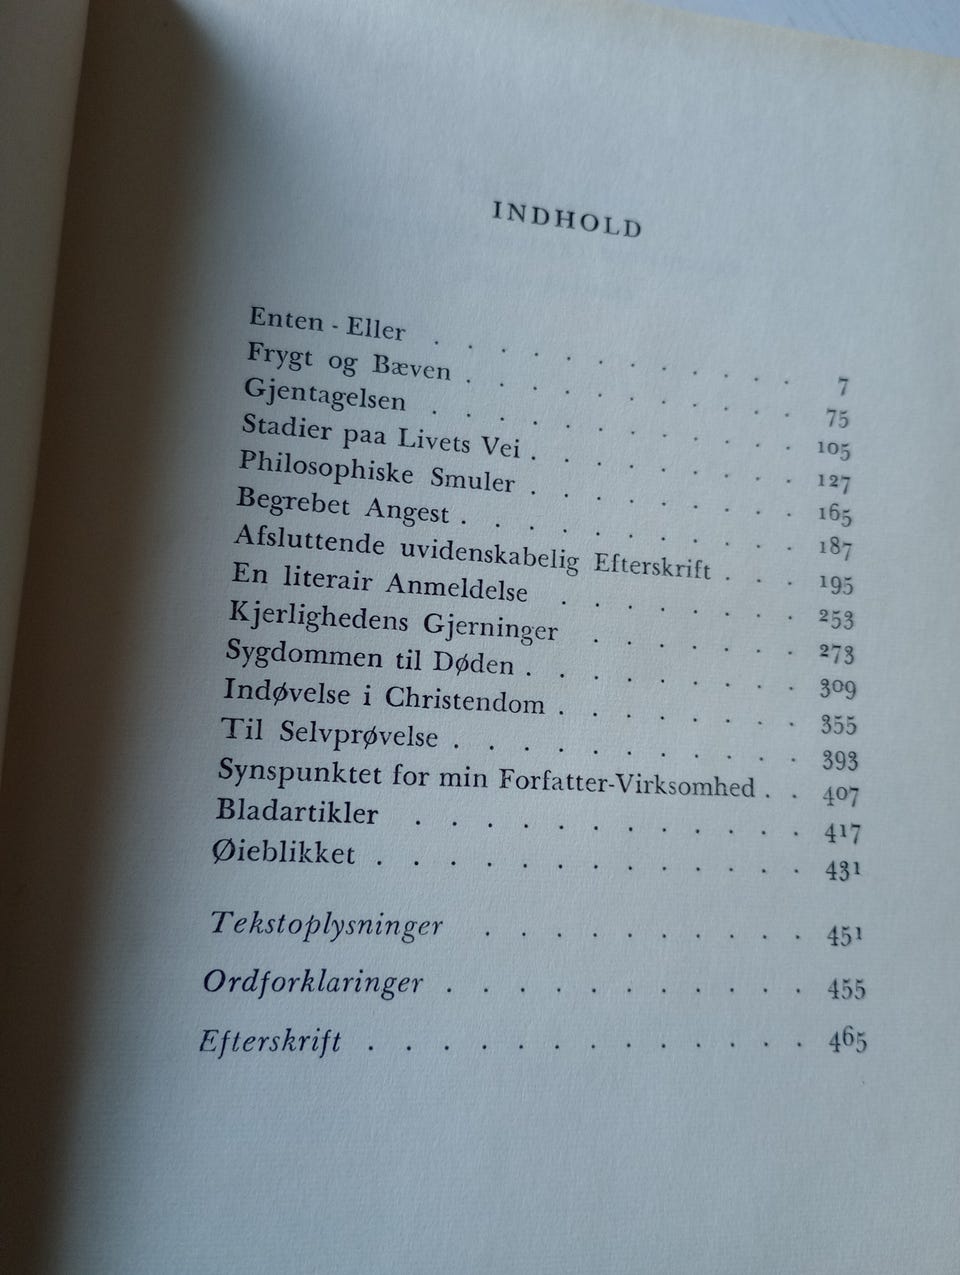 INDHOLD
Enten - Eller . . . . . . . . . . . 7
Frygt og Bæven . . . . . . . . . . . 75
Gjentagelsen . . . . . . . . . . . . 105
Stadier paa Livets Vei . . . . . . . . . 127
Philosophiske Smuler . . . . . . . . . 165
Begrebet Angest . . . . . . . . . . . 187
Afsluttende uvidenskabelig Efterskrift . . . 195
En literair Anmeldelse . . . . . . . . 253
Kjerlighedens Gjerninger . . . . . . . 273
Sygdommen til Døden . . . . . . . . . 309
Indøvelse i Christendom . . . . . . . . 355
Til Selvprøvelse . . . . . . . . . . . 393
Synspunktet for min Forfatter-Virksomhed . . 407
Bladartikler . . . . . . . . . . . . 417
Øieblikket . . . . . . . . . . . . 431
Tekstoplysninger . . . . . . . . . . 451
Ordforklaringer . . . . . . . . . . . 455
Efterskrift . . . . . . . . . . . . 465